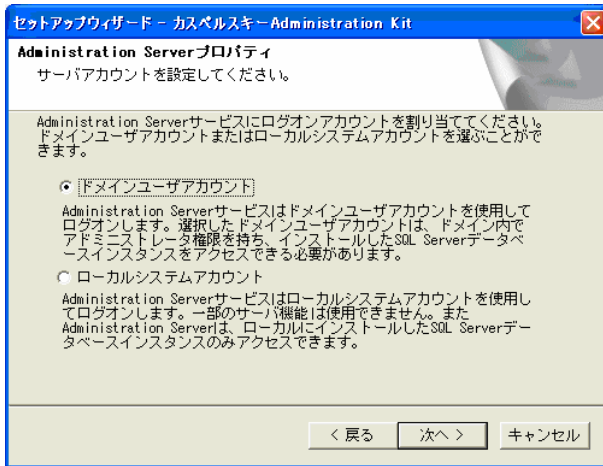 セットアップウィザード - カスペルスキーAdministration Kit
Administration Serverプロパティ
サーバアカウントを設定してください。
Administration Serverサービスにログオンアカウントを割り当ててください。
ドメインユーザアカウントまたはローカルシステムアカウントを選ぶことがで
きます。
ドメインユーザアカウント
Administration Serverサービスはドメインユーザアカウントを使用して
ログオンします。選択したドメインユーザアカウントは、ドメイン内で
アドミニストレータ権限を持ち、インストールしたSQL Serverデータベ
ースインスタンスをアクセスできる必要があります。
ローカルシステムアカウント
Administration Serverサービスはローカルシステムアカウントを使用し
てログオンします。一部のサーバ機能は使用できません。また
Administration Serverは、ローカルにインストールしたSQL Serverデー
タベースインスタンスのみアクセスできます。
< 戻る
次へ >
キャンセル